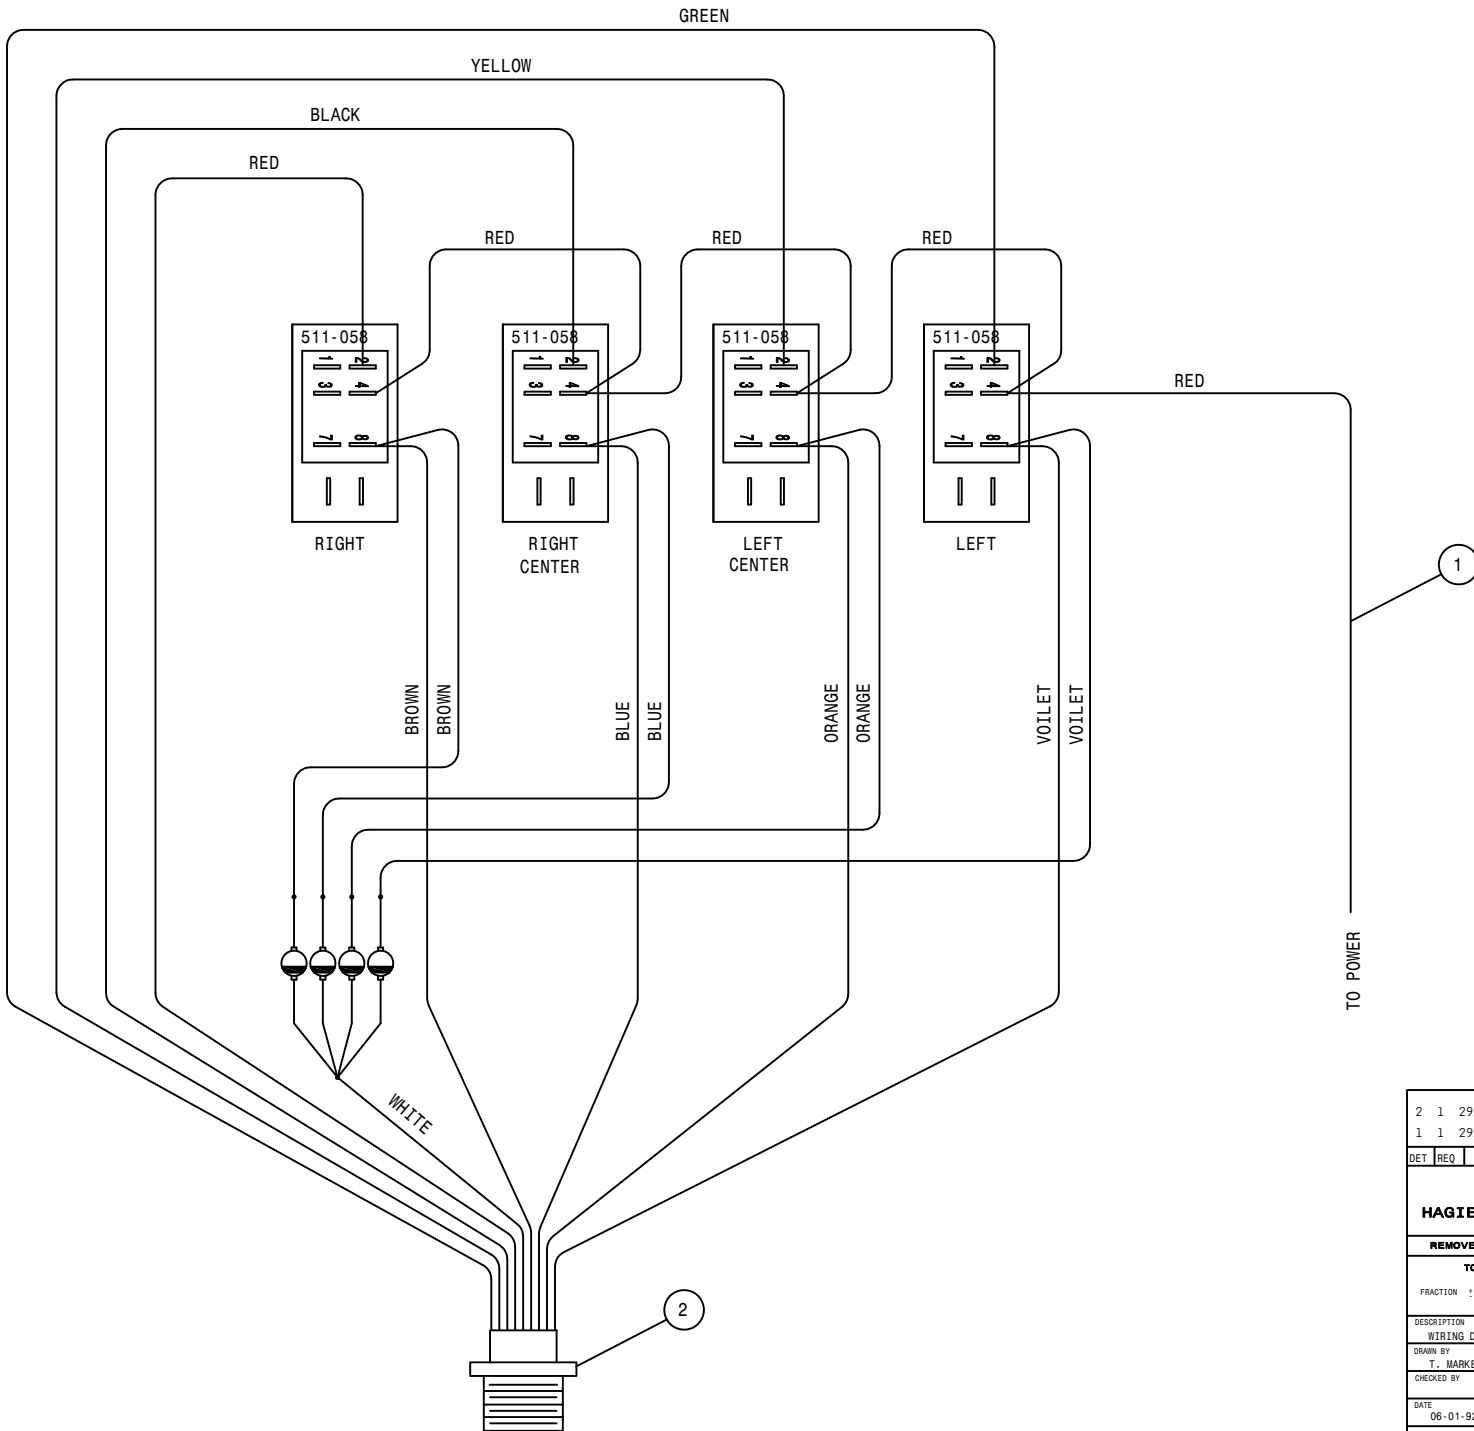 GREEN
YELLOW
BLACK
RED
RED
RED
RED
511-058
511-058
511-058
511-058
1 2
1 2
1 2
1 2
3 4
3 4
3 4
3 4
RED
7 8
7 8
7 8
7 8
RIGHT
RIGHT
CENTER
LEFT
CENTER
LEFT
1
BROWN
BROWN
BLUE
BLUE
ORANGE
ORANGE
VOILET
VOILET
TO POWER
WHITE
2
2 1 29
1 1 29
DET REQ
HAGIE
REMOVE
TO
FRACTION
DESCRIPTION
WIRING D
DRAWN BY
T. MARKE
CHECKED BY
DATE
06-01-92